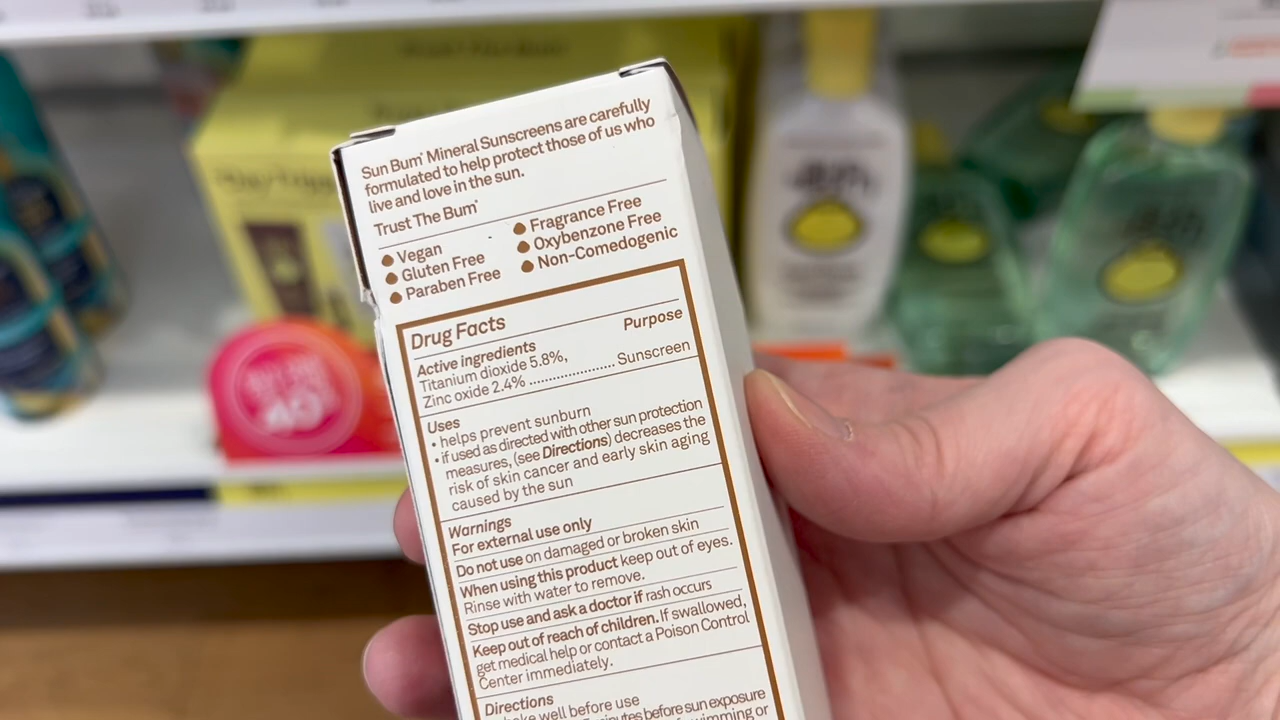 Sun Bum® Mineral Sunscreens are carefully
formulated to help protect those of us who
live and love in the sun.
Trust The Bum®
Vegan
Gluten Free
Paraben Free
Fragrance Free
Oxybenzone Free
Non-Comedogenic
Drug Facts
Active ingredients Purpose
Titanium dioxide 5.8%,
Zinc oxide 2.4% ..................... Sunscreen
Uses
• helps prevent sunburn
• if used as directed with other sun protection
measures, (see Directions) decreases the
risk of skin cancer and early skin aging
caused by the sun
Warnings
For external use only
Do not use on damaged or broken skin
When using this product keep out of eyes.
Rinse with water to remove.
Stop use and ask a doctor if rash occurs
Keep out of reach of children. If swallowed,
get medical help or contact a Poison Control
Center immediately.
Directions
well before use
minutes before sun exposure
swimming or